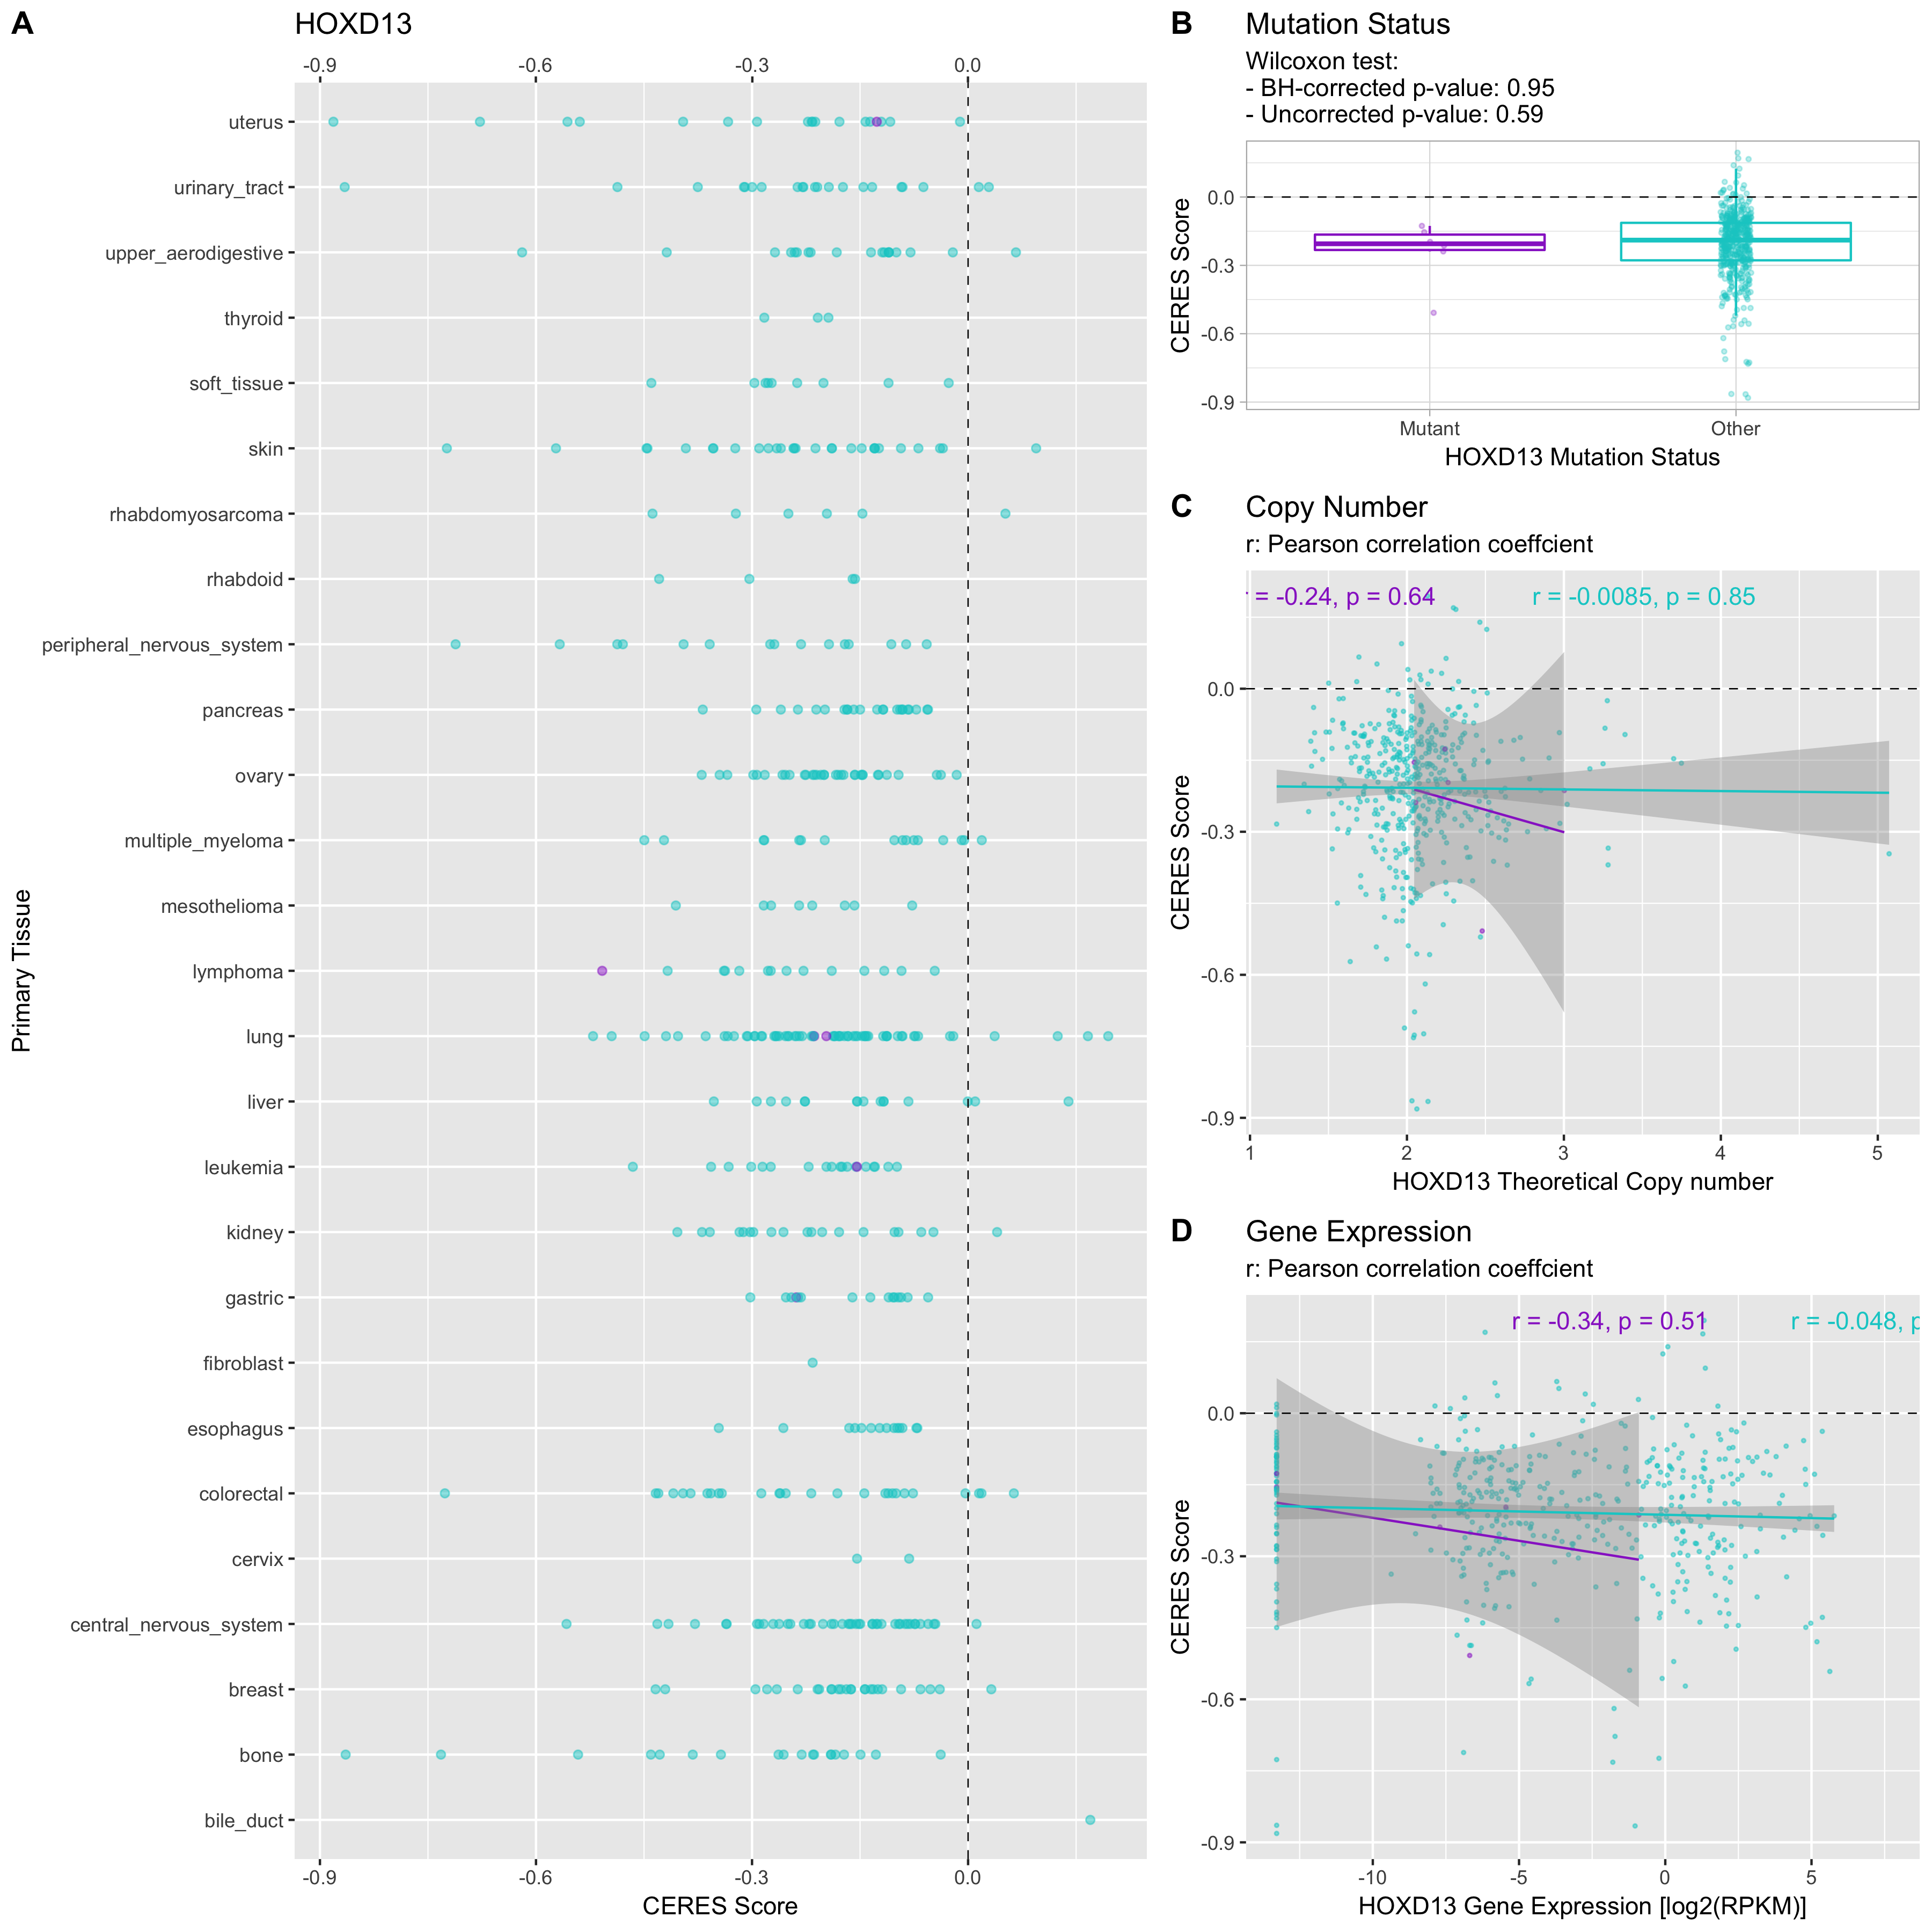 A
HOXD13
-0.9 -0.6 -0.3 0.0
uterus
urinary_tract
upper_aerodigestive
thyroid
soft_tissue
skin
rhabdomyosarcoma
rhabdoid
peripheral_nervous_system
pancreas
ovary
multiple_myeloma
mesothelioma
lymphoma
lung
liver
leukemia
kidney
gastric
fibroblast
esophagus
colorectal
cervix
central_nervous_system
breast
bone
bile_duct
Primary Tissue
-0.9 -0.6 -0.3 0.0
CERES Score
B
Mutation Status
Wilcoxon test:
- BH-corrected p-value: 0.95
- Uncorrected p-value: 0.59
0.0
-0.3
-0.6
-0.9
CERES Score
Mutant Other
HOXD13 Mutation Status
C
Copy Number
r: Pearson correlation coeffcient
= -0.24, p = 0.64 r = -0.0085, p = 0.85
0.0
-0.3
-0.6
-0.9
CERES Score
1 2 3 4 5
HOXD13 Theoretical Copy number
D
Gene Expression
r: Pearson correlation coeffcient
r = -0.34, p = 0.51 r = -0.048, p
0.0
-0.3
-0.6
-0.9
CERES Score
-10 -5 0 5
HOXD13 Gene Expression [log2(RPKM)]